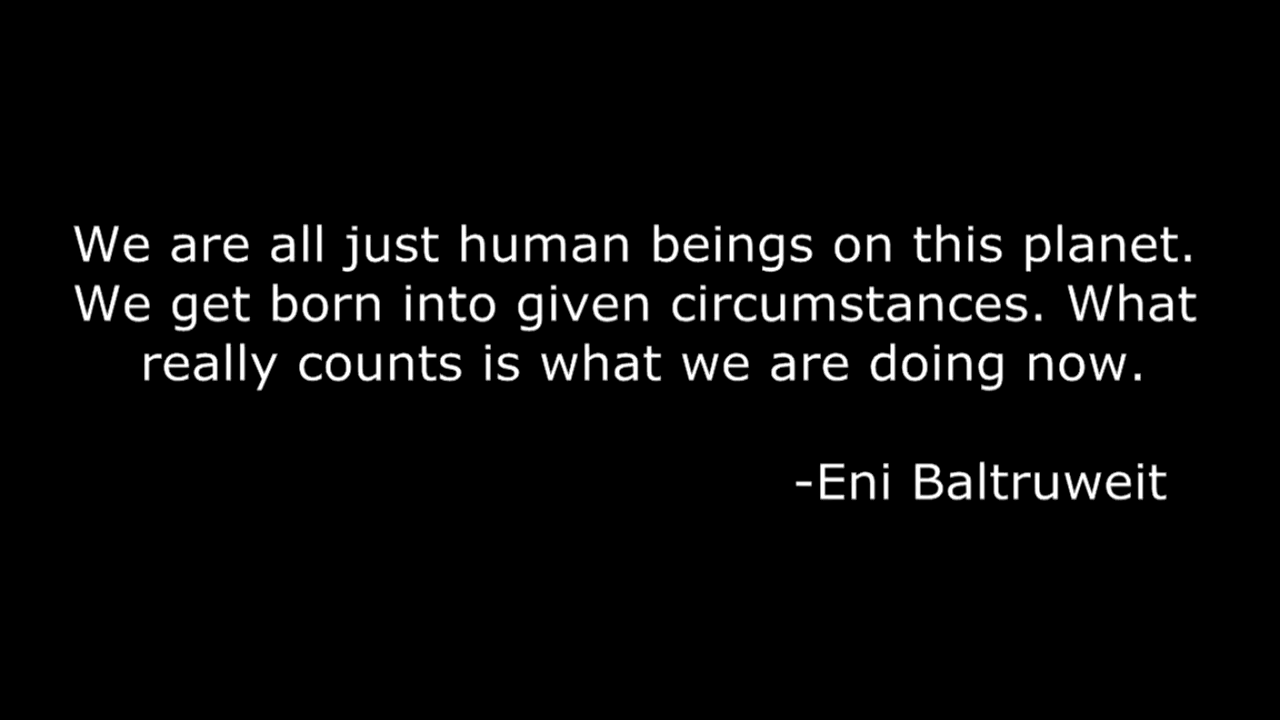 We are all just human beings on this planet.
We get born into given circumstances. What
really counts is what we are doing now.
-Eni Baltruweit